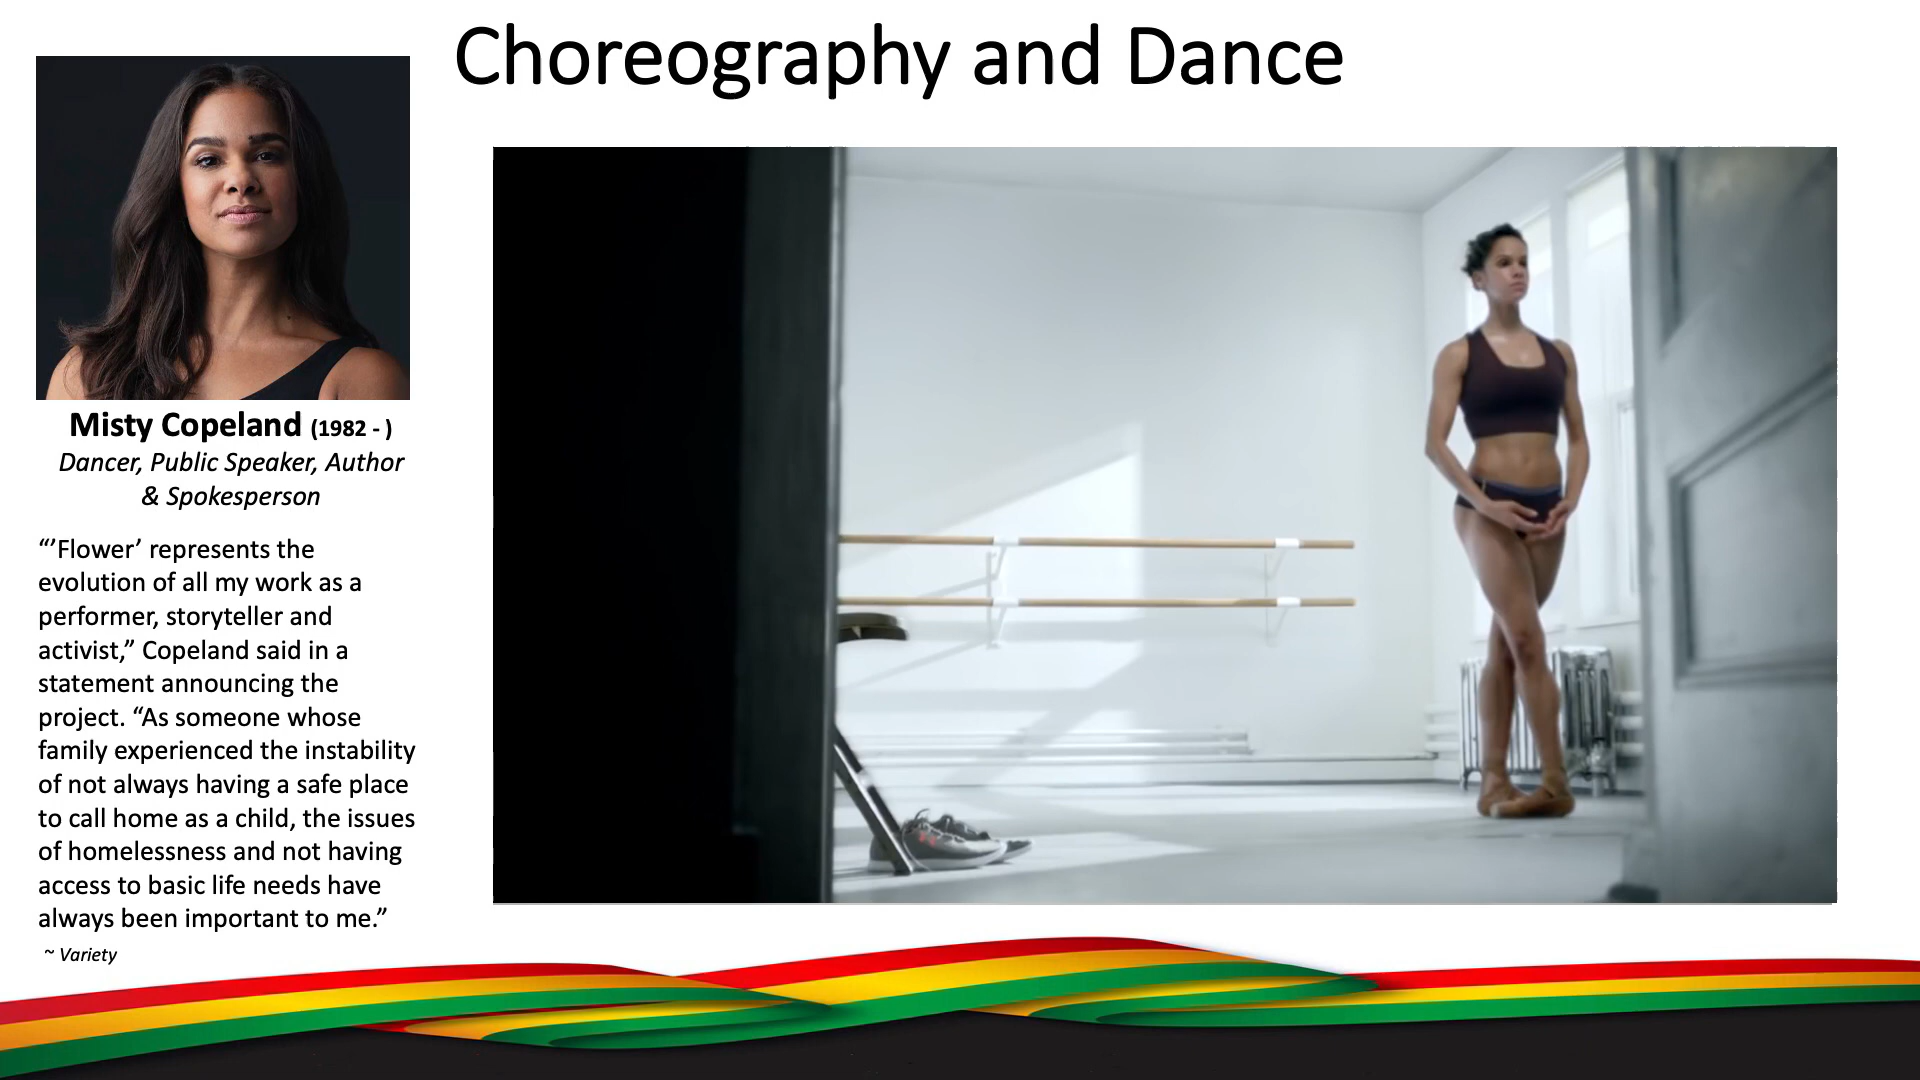 Choreography and Dance
Misty Copeland (1982 - )
Dancer, Public Speaker, Author
& Spokesperson
“’Flower’ represents the
evolution of all my work as a
performer, storyteller and
activist,” Copeland said in a
statement announcing the
project. “As someone whose
family experienced the instability
of not always having a safe place
to call home as a child, the issues
of homelessness and not having
access to basic life needs have
always been important to me.”
~ Variety